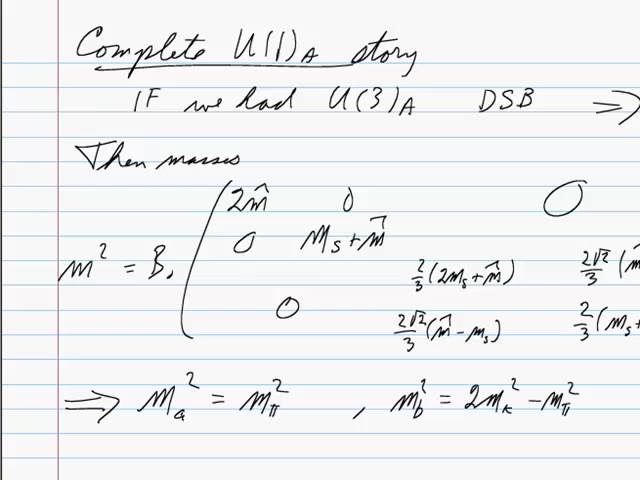 Complete U(1)A story
IF we had U(3)A DSB ⇒
Then masses
2m̂ 0 0
0 ms + m̂
m² = B,
2/3 (2ms + m̂) 2√2/3 (m̂
0
2√2/3 (m̂ - ms) 2/3 (ms +
⇒ ma² = mπ² , mb² = 2mK² - mπ²